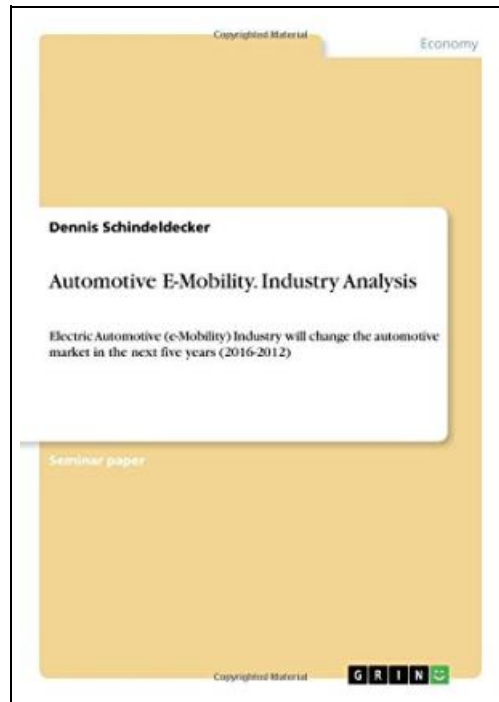 Copyrighted Material
Economy
Dennis Schindeldecker
Automotive E-Mobility. Industry Analysis
Electric Automotive (e-Mobility) Industry will change the automotive
market in the next five years (2016-2012)
Seminar paper
Copyrighted Material
GRIN